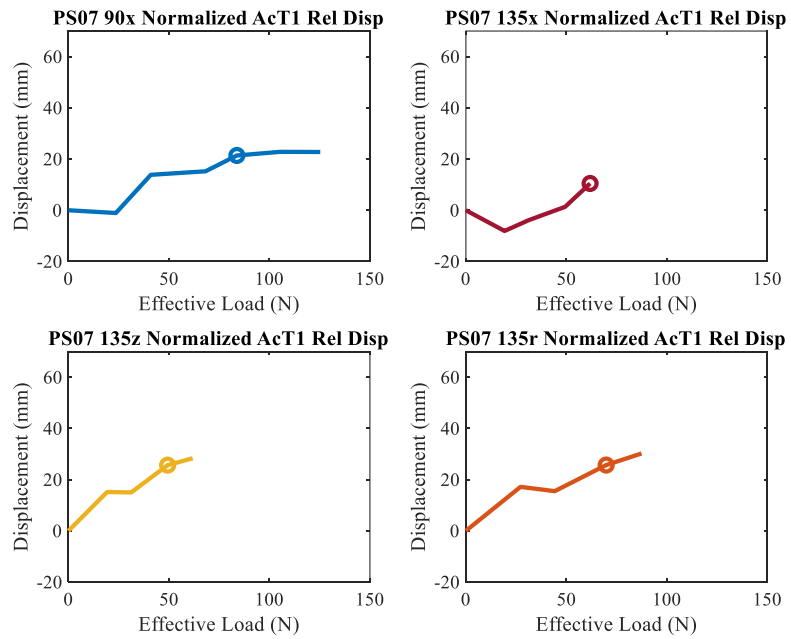 PS07 90x Normalized AcT1 Rel Disp
60
40
20
0
-20
Displacement (mm)
0 50 100 150
Effective Load (N)
PS07 135x Normalized AcT1 Rel Disp
60
40
20
0
-20
Displacement (mm)
0 50 100 150
Effective Load (N)
PS07 135z Normalized AcT1 Rel Disp
60
40
20
0
-20
Displacement (mm)
0 50 100 150
Effective Load (N)
PS07 135r Normalized AcT1 Rel Disp
60
40
20
0
-20
Displacement (mm)
0 50 100 150
Effective Load (N)